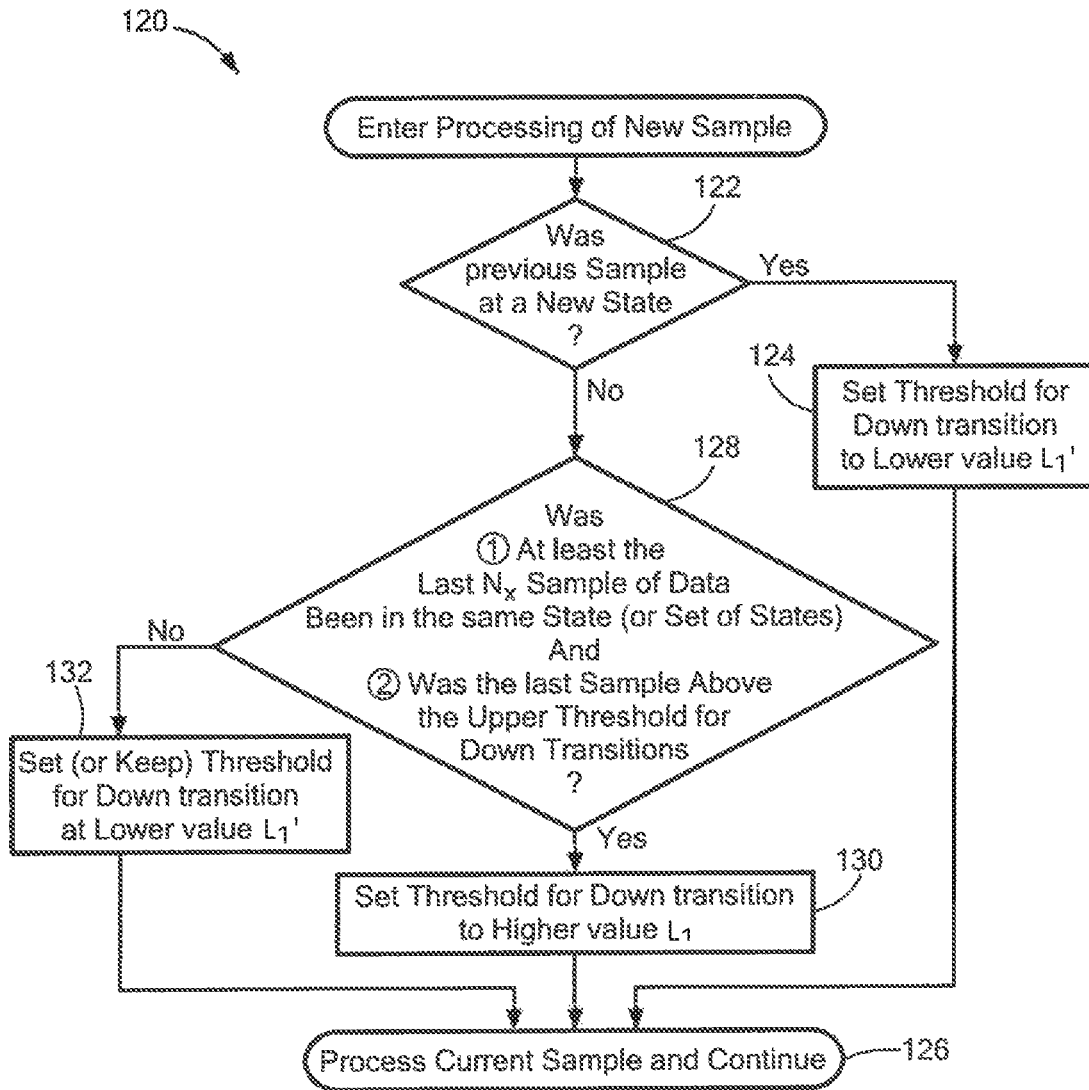 120
Enter Processing of New Sample
122
Was
previous Sample
at a New State
?
Yes
No
124
Set Threshold for
Down transition
to Lower value L₁'
128
Was
① At least the
Last Nₓ Sample of Data
Been in the same State (or Set of States)
And
② Was the last Sample Above
the Upper Threshold for
Down Transitions
?
No
132
Set (or Keep) Threshold
for Down transition
at Lower value L₁'
Yes
130
Set Threshold for Down transition
to Higher value L₁
Process Current Sample and Continue
126